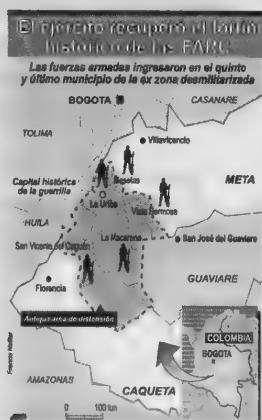 El Ejército recuperó el bastión
histórico de las FARC
Las fuerzas armadas ingresaron en el quinto
y último municipio de la ex zona desmilitarizada
BOGOTA
CASANARE
TOLIMA
Villavicencio
Capital histórica
de la guerrilla
Mesetas
META
La Uribe
Vista Hermosa
HUILA
La Macarena
San José del Guaviare
San Vicente del Caguán
GUAVIARE
Florencia
Antigua área de distensión
COLOMBIA
BOGOTA
AMAZONAS
CAQUETA
0 100 km